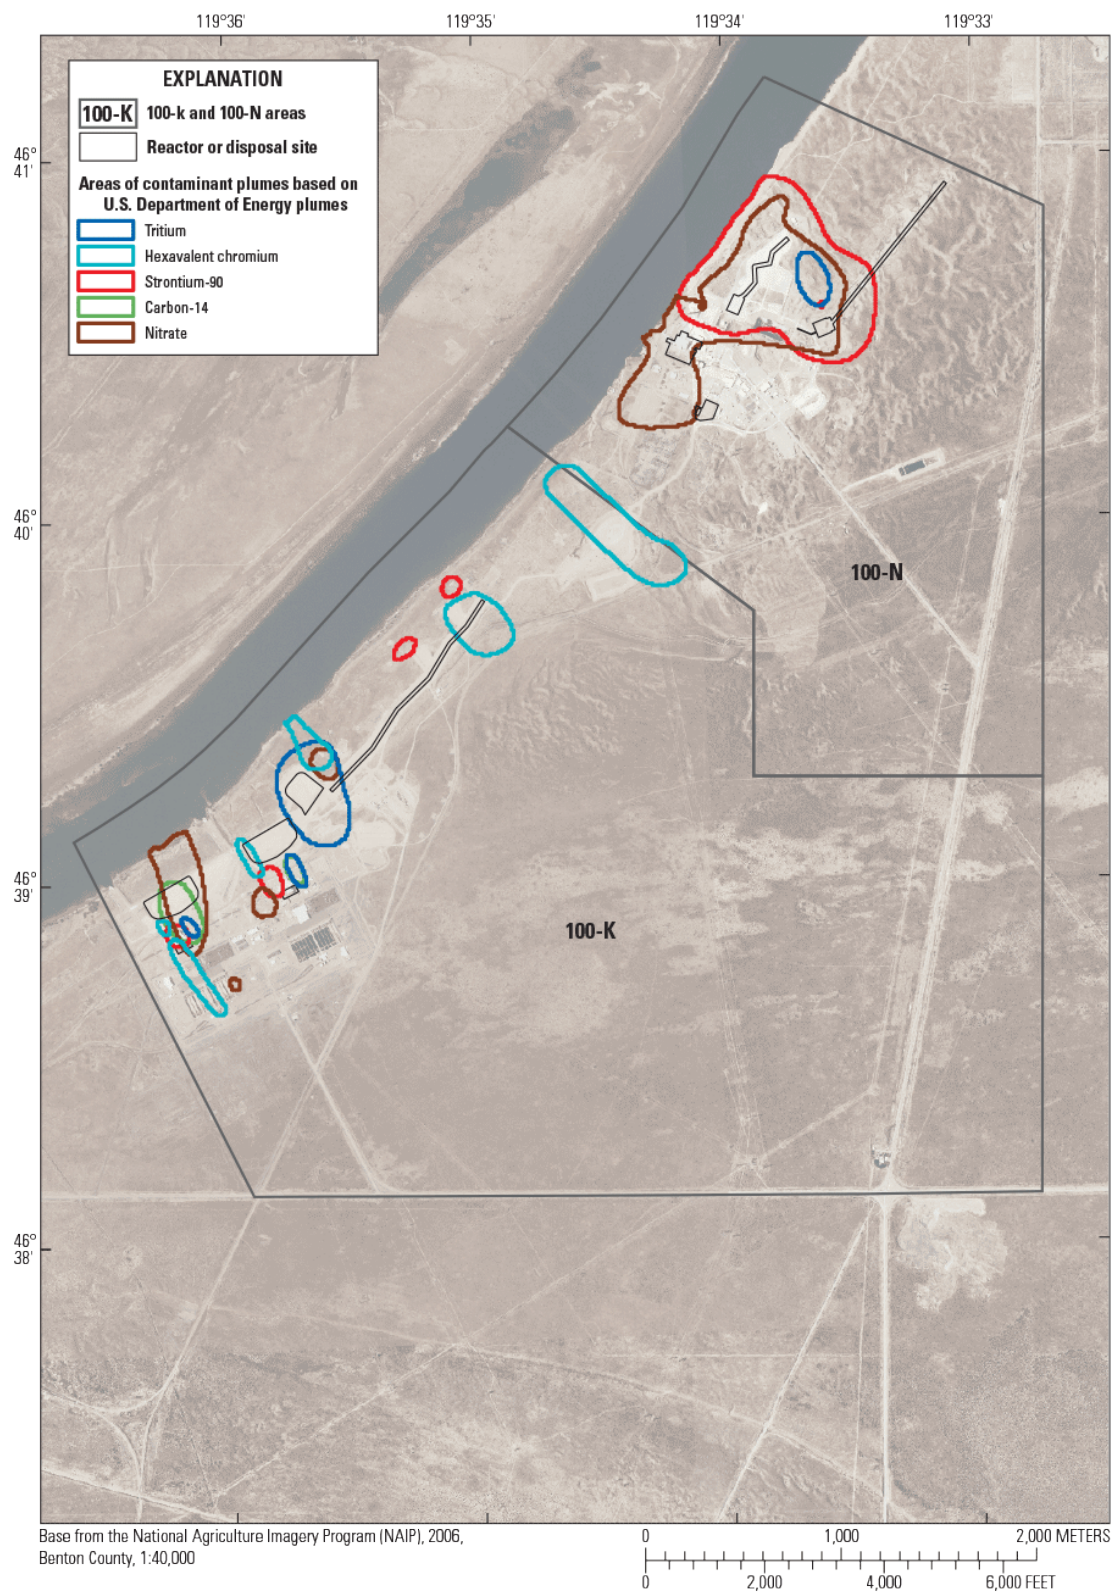 119°36' 119°35' 119°34' 119°33'
EXPLANATION
100-K 100-k and 100-N areas
Reactor or disposal site
Areas of contaminant plumes based on
U.S. Department of Energy plumes
Tritium
Hexavalent chromium
Strontium-90
Carbon-14
Nitrate
46°
41'
46°
40'
100-N
46°
39'
100-K
46°
38'
Base from the National Agriculture Imagery Program (NAIP), 2006,
Benton County, 1:40,000
0 1,000 2,000 METERS
0 2,000 4,000 6,000 FEET